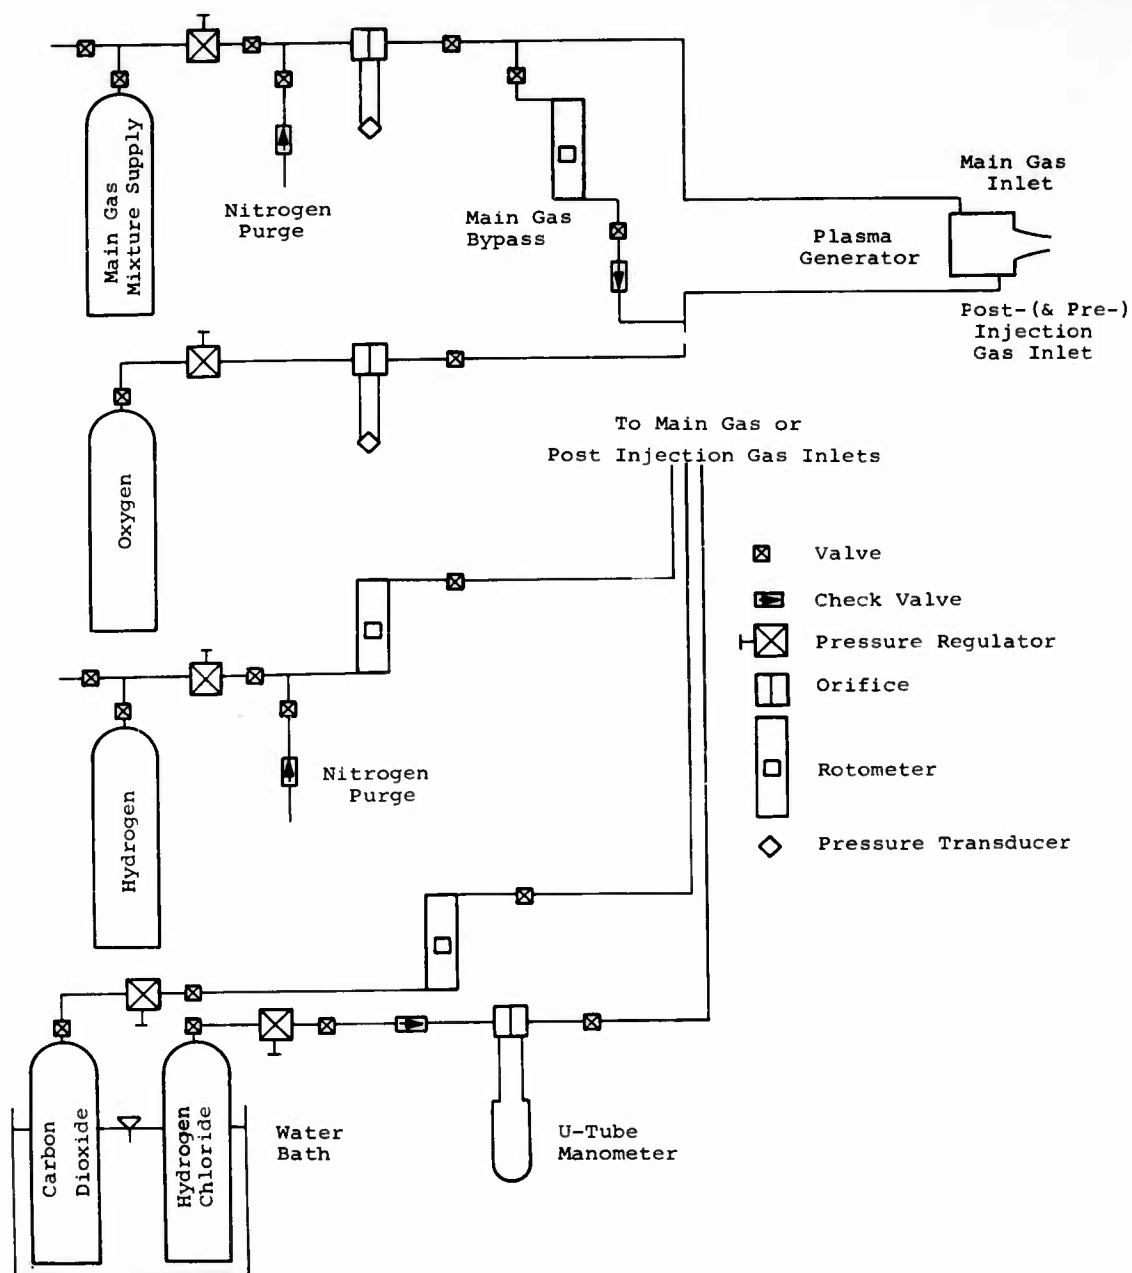 Main Gas
Mixture Supply
Nitrogen
Purge
Main Gas
Bypass
Main Gas
Inlet
Plasma
Generator
Post-(& Pre-)
Injection
Gas Inlet
Oxygen
To Main Gas or
Post Injection Gas Inlets
Valve
Check Valve
Pressure Regulator
Orifice
Rotometer
Pressure Transducer
Hydrogen
Nitrogen
Purge
Carbon
Dioxide
Hydrogen
Chloride
Water
Bath
U-Tube
Manometer